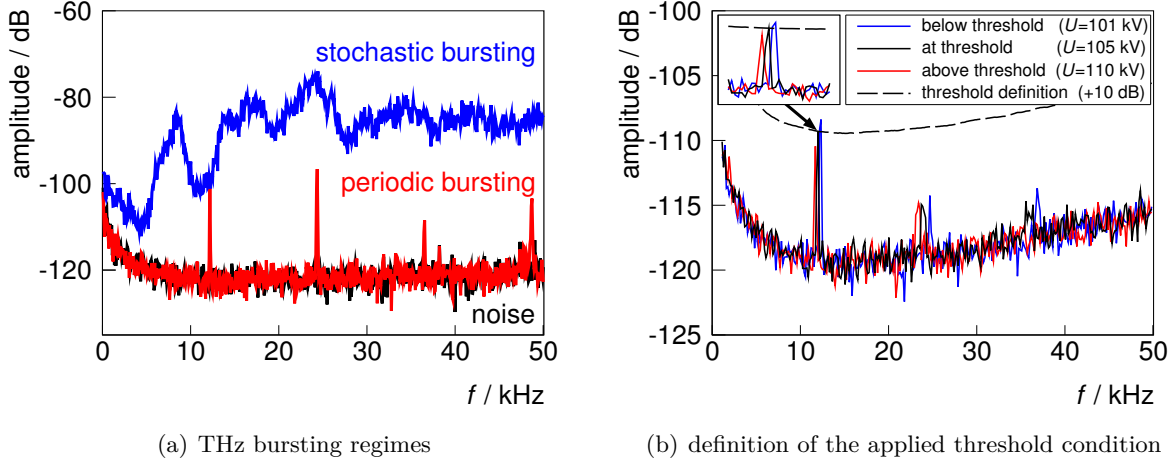 amplitude / dB
-60
-80
-100
-120
stochastic bursting
periodic bursting
noise
0 10 20 30 40 50
f / kHz
(a) THz bursting regimes
amplitude / dB
-100
-105
-110
-115
-120
-125
below threshold (U=101 kV)
at threshold (U=105 kV)
above threshold (U=110 kV)
threshold definition (+10 dB)
0 10 20 30 40 50
f / kHz
(b) definition of the applied threshold condition